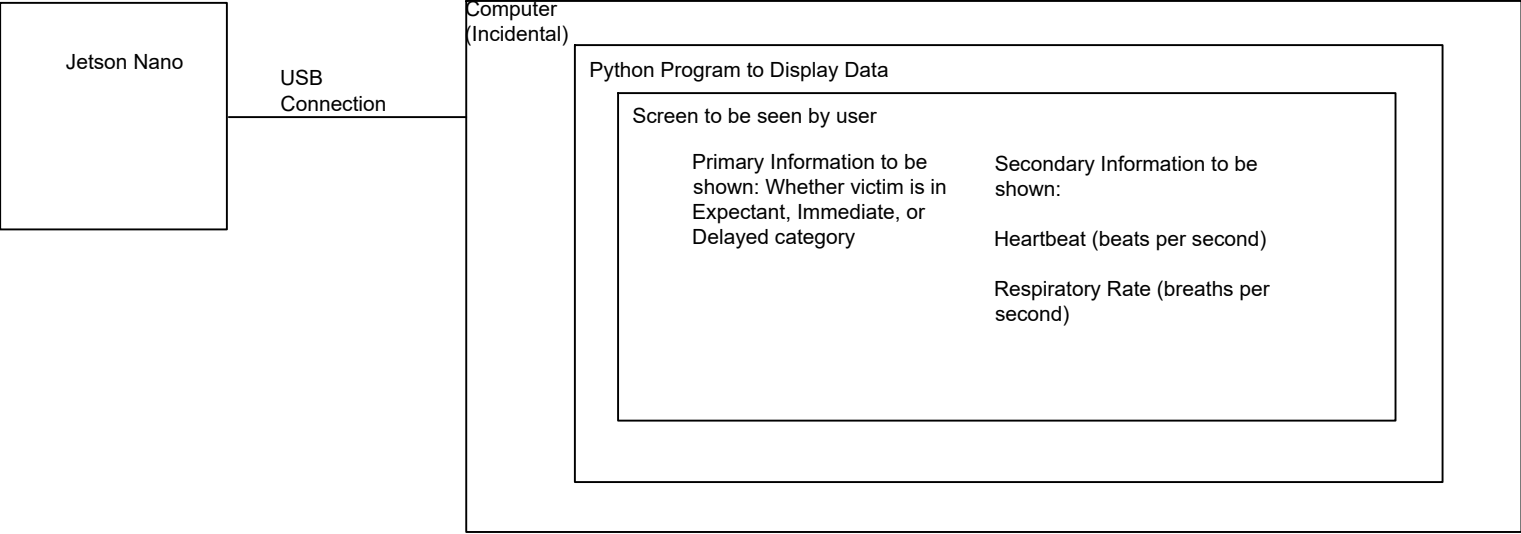 Jetson Nano
USB
Connection
Computer
(Incidental)
Python Program to Display Data
Screen to be seen by user
Primary Information to be
shown: Whether victim is in
Expectant, Immediate, or
Delayed category
Secondary Information to be
shown:
Heartbeat (beats per second)
Respiratory Rate (breaths per
second)